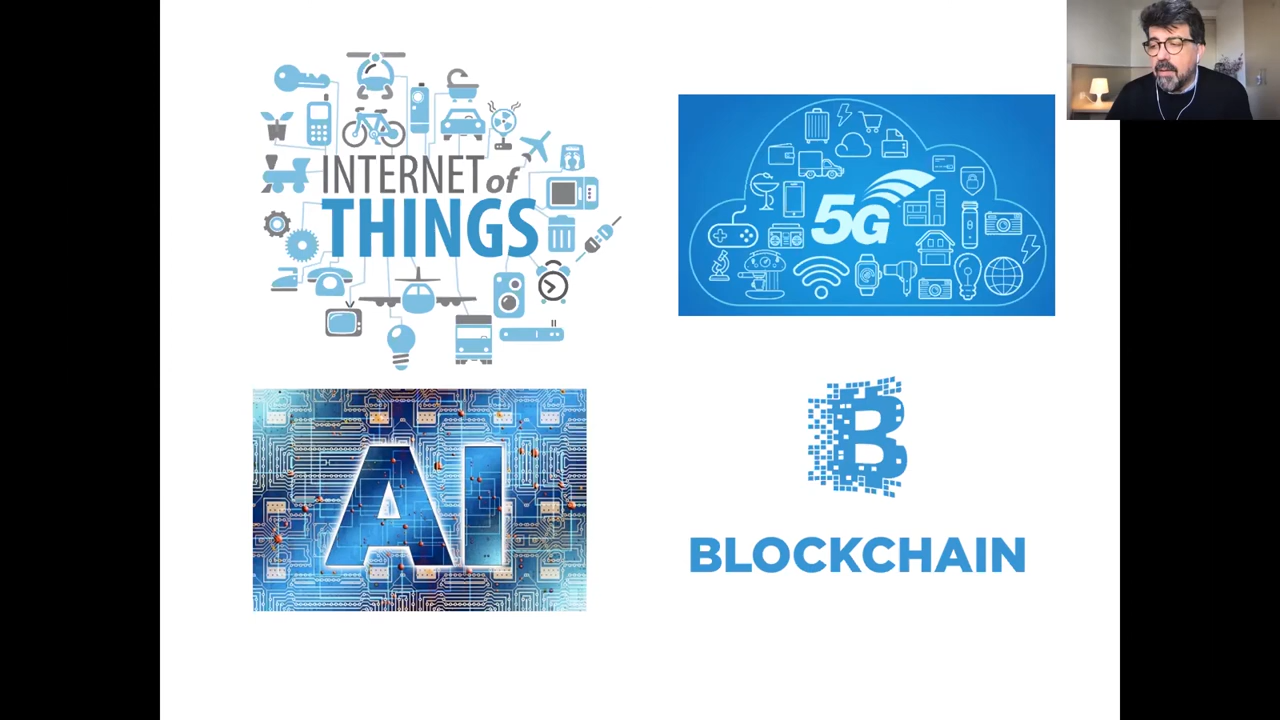 INTERNET of
THINGS
5G
AI
B
BLOCKCHAIN